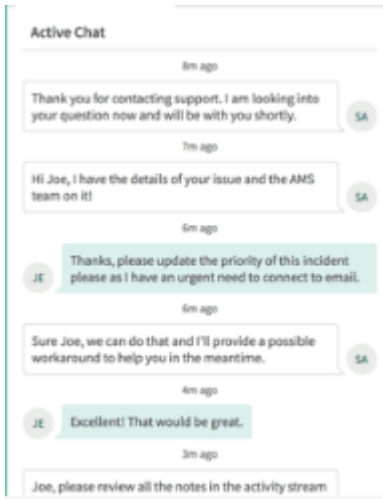 Active Chat
8m ago
Thank you for contacting support. I am looking into
your question now and will be with you shortly.
SA
7m ago
Hi Joe, I have the details of your issue and the AMS
team on it!
SA
6m ago
Thanks, please update the priority of this incident
please as I have an urgent need to connect to email.
JE
6m ago
Sure Joe, we can do that and I'll provide a possible
workaround to help you in the meantime.
SA
4m ago
JE
Excellent! That would be great.
3m ago
Joe, please review all the notes in the activity stream